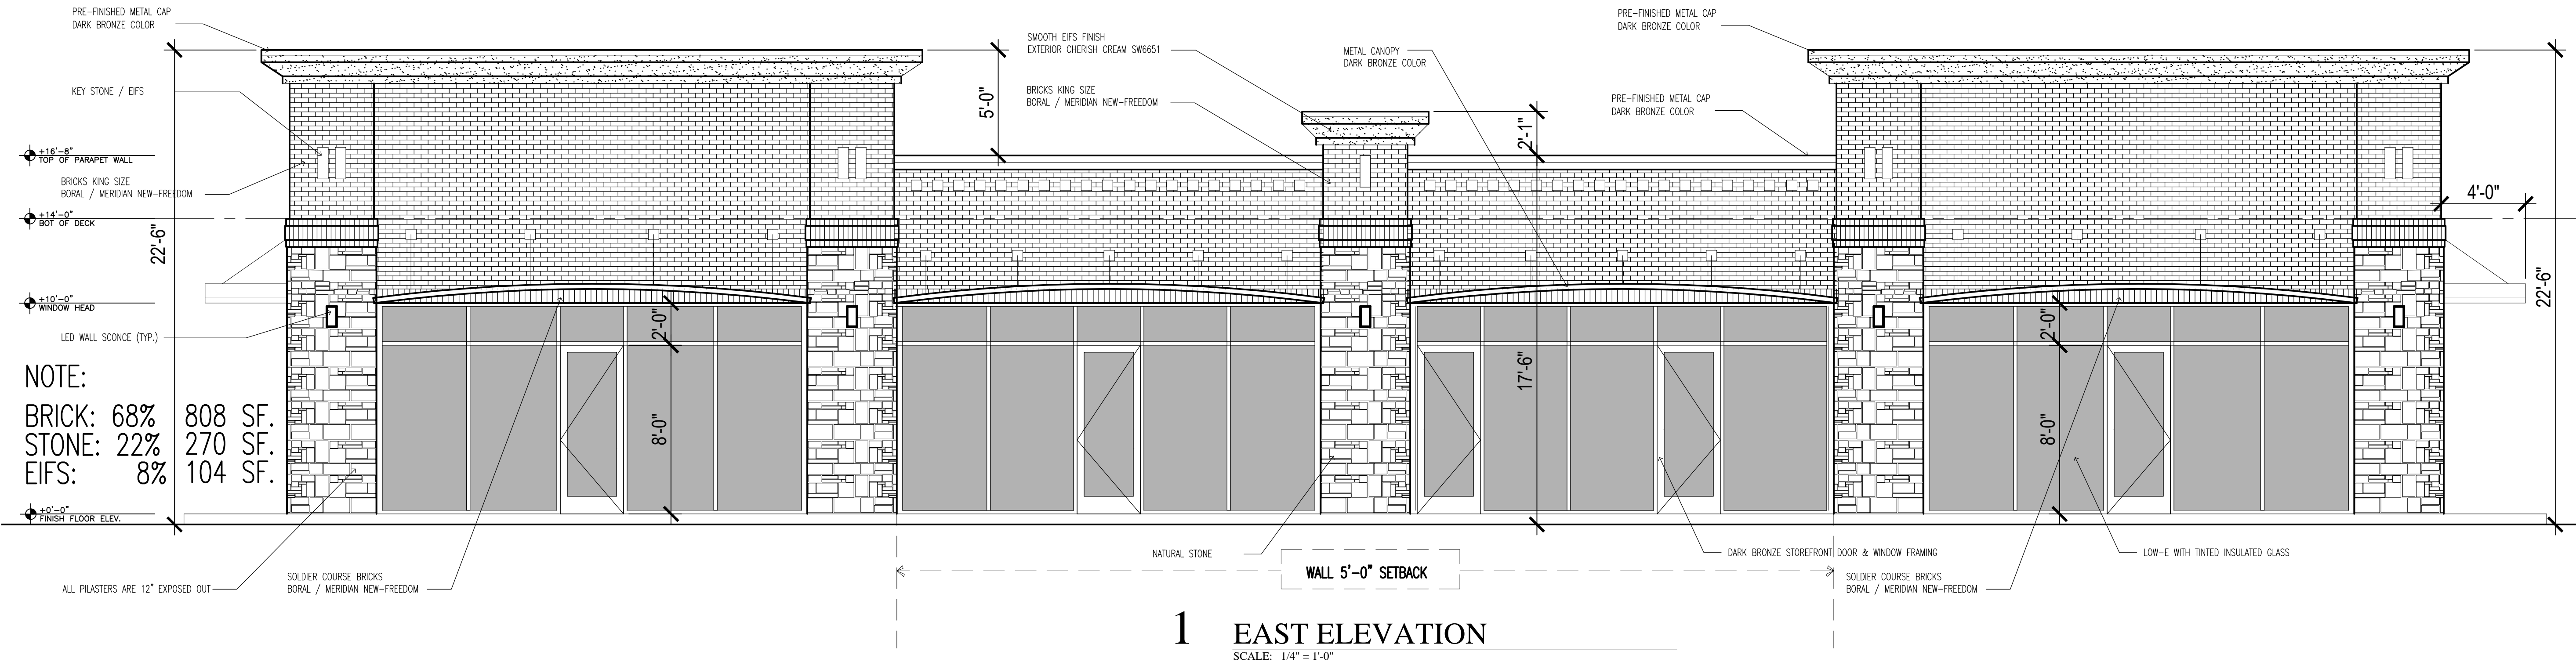 PRE-FINISHED METAL CAP
DARK BRONZE COLOR
KEY STONE / EIFS
+16'-8"
TOP OF PARAPET WALL
BRICKS KING SIZE
BORAL / MERIDIAN NEW-FREEDOM
+14'-0"
BOT OF DECK
22'-6"
+10'-0"
WINDOW HEAD
LED WALL SCONCE (TYP.)
NOTE:
BRICK: 68% 808 SF.
STONE: 22% 270 SF.
EIFS: 8% 104 SF.
+0'-0"
FINISH FLOOR ELEV.
ALL PILASTERS ARE 12" EXPOSED OUT
SOLDIER COURSE BRICKS
BORAL / MERIDIAN NEW-FREEDOM
2'-0"
8'-0"
5'-0"
SMOOTH EIFS FINISH
EXTERIOR CHERISH CREAM SW6651
BRICKS KING SIZE
BORAL / MERIDIAN NEW-FREEDOM
METAL CANOPY
DARK BRONZE COLOR
2'-1"
17'-6"
PRE-FINISHED METAL CAP
DARK BRONZE COLOR
PRE-FINISHED METAL CAP
DARK BRONZE COLOR
4'-0"
22'-6"
2'-0"
8'-0"
NATURAL STONE
DARK BRONZE STOREFRONT DOOR & WINDOW FRAMING
LOW-E WITH TINTED INSULATED GLASS
WALL 5'-0" SETBACK
SOLDIER COURSE BRICKS
BORAL / MERIDIAN NEW-FREEDOM
1 EAST ELEVATION
SCALE: 1/4" = 1'-0"